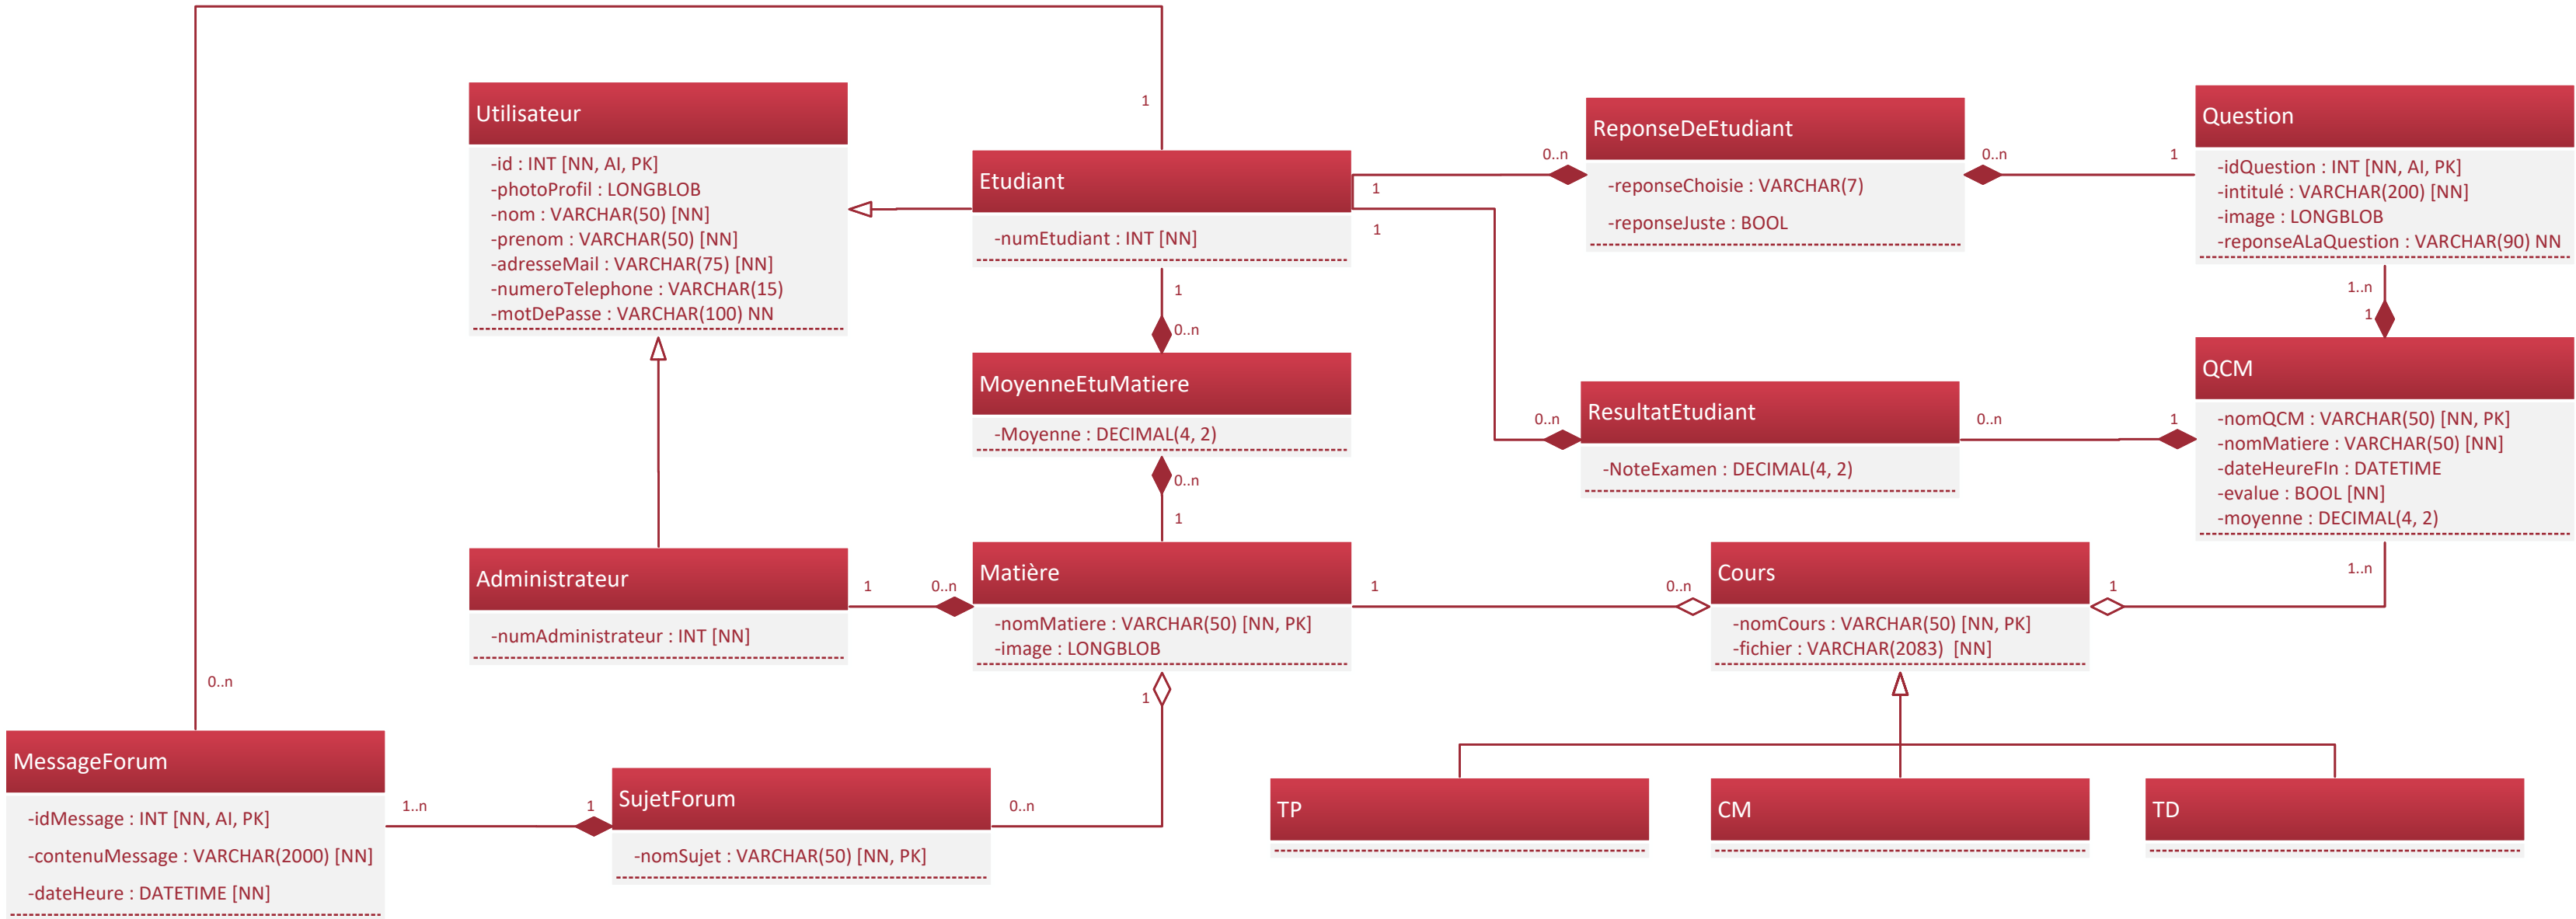 Utilisateur
-id : INT [NN, AI, PK]
-photoProfil : LONGBLOB
-nom : VARCHAR(50) [NN]
-prenom : VARCHAR(50) [NN]
-adresseMail : VARCHAR(75) [NN]
-numeroTelephone : VARCHAR(15)
-motDePasse : VARCHAR(100) NN
1
Etudiant
-numEtudiant : INT [NN]
1
1
1
0..n
ReponseDeEtudiant
-reponseChoisie : VARCHAR(7)
-reponseJuste : BOOL
0..n
0..n
1
Question
-idQuestion : INT [NN, AI, PK]
-intitulé : VARCHAR(200) [NN]
-image : LONGBLOB
-reponseALaQuestion : VARCHAR(90) NN
1..n
1
MoyenneEtuMatiere
-Moyenne : DECIMAL(4, 2)
0..n
1
ResultatEtudiant
-NoteExamen : DECIMAL(4, 2)
0..n
0..n
1
QCM
-nomQCM : VARCHAR(50) [NN, PK]
-nomMatiere : VARCHAR(50) [NN]
-dateHeureFIn : DATETIME
-evalue : BOOL [NN]
-moyenne : DECIMAL(4, 2)
1..n
Administrateur
-numAdministrateur : INT [NN]
1
0..n
Matière
-nomMatiere : VARCHAR(50) [NN, PK]
-image : LONGBLOB
1
0..n
1
Cours
-nomCours : VARCHAR(50) [NN, PK]
-fichier : VARCHAR(2083) [NN]
1
0..n
MessageForum
-idMessage : INT [NN, AI, PK]
-contenuMessage : VARCHAR(2000) [NN]
-dateHeure : DATETIME [NN]
1..n
1
SujetForum
-nomSujet : VARCHAR(50) [NN, PK]
0..n
TP
CM
TD